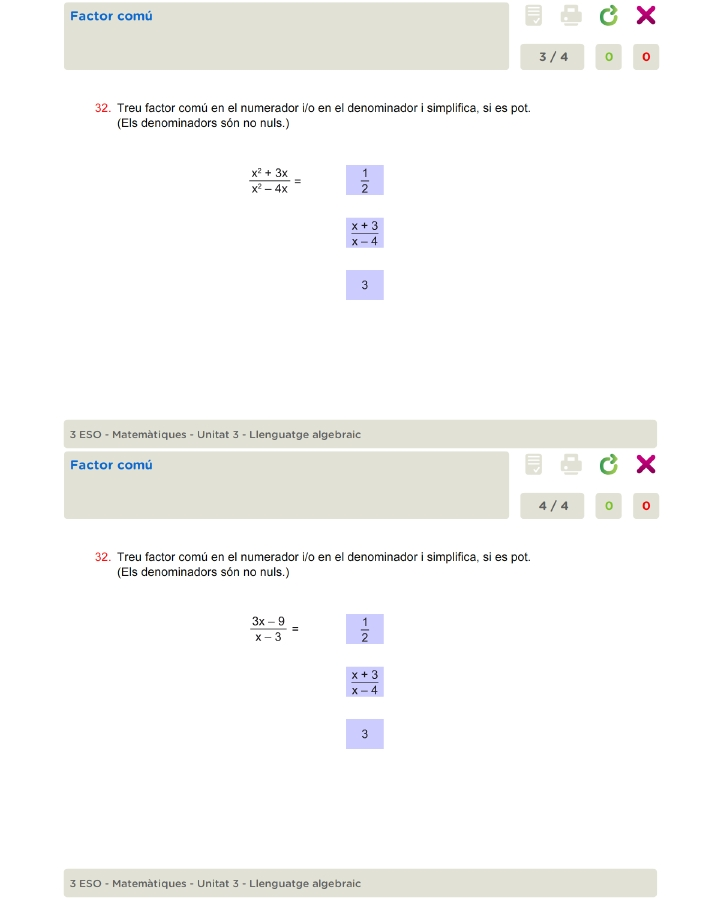 Factor comú
3 / 4
0
0
32. Treu factor comú en el numerador i/o en el denominador i simplifica, si es pot.
(Els denominadors són no nuls.)
x² + 3x
x² – 4x
=
1
2
x + 3
x – 4
3
3 ESO - Matemàtiques - Unitat 3 - Llenguatge algebraic
Factor comú
4 / 4
0
0
32. Treu factor comú en el numerador i/o en el denominador i simplifica, si es pot.
(Els denominadors són no nuls.)
3x – 9
x – 3
=
1
2
x + 3
x – 4
3
3 ESO - Matemàtiques - Unitat 3 - Llenguatge algebraic